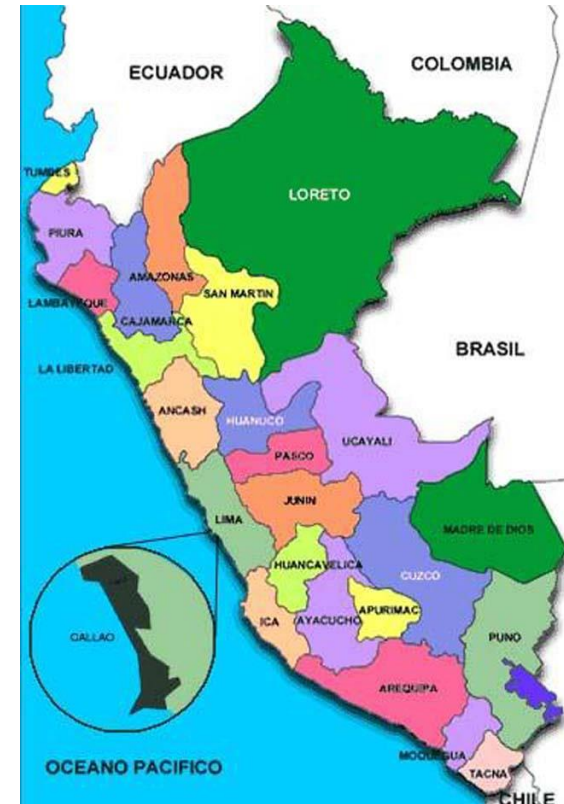 COLOMBIA
ECUADOR
TUMBES
LORETO
PIURA
AMAZONAS
SAN MARTIN
LAMBAYEQUE
CAJAMARCA
BRASIL
LA LIBERTAD
ANCASH
HUANUCO
UCAYALI
PASCO
JUNIN
LIMA
MADRE DE DIOS
HUANCAVELICA
CUZCO
APURIMAC
ICA
AYACUCHO
CALLAO
PUNO
AREQUIPA
MOQUEGUA
OCEANO PACIFICO
TACNA
CHILE